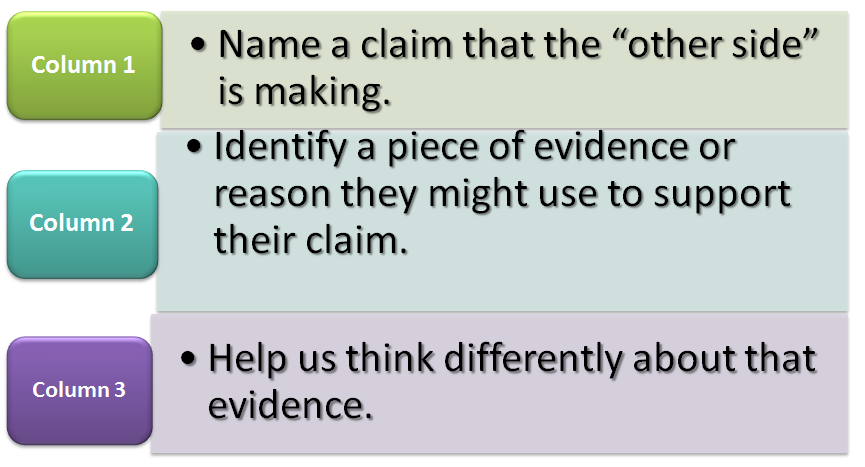 Column 1
• Name a claim that the “other side”
is making.
Column 2
• Identify a piece of evidence or
reason they might use to support
their claim.
Column 3
• Help us think differently about that
evidence.